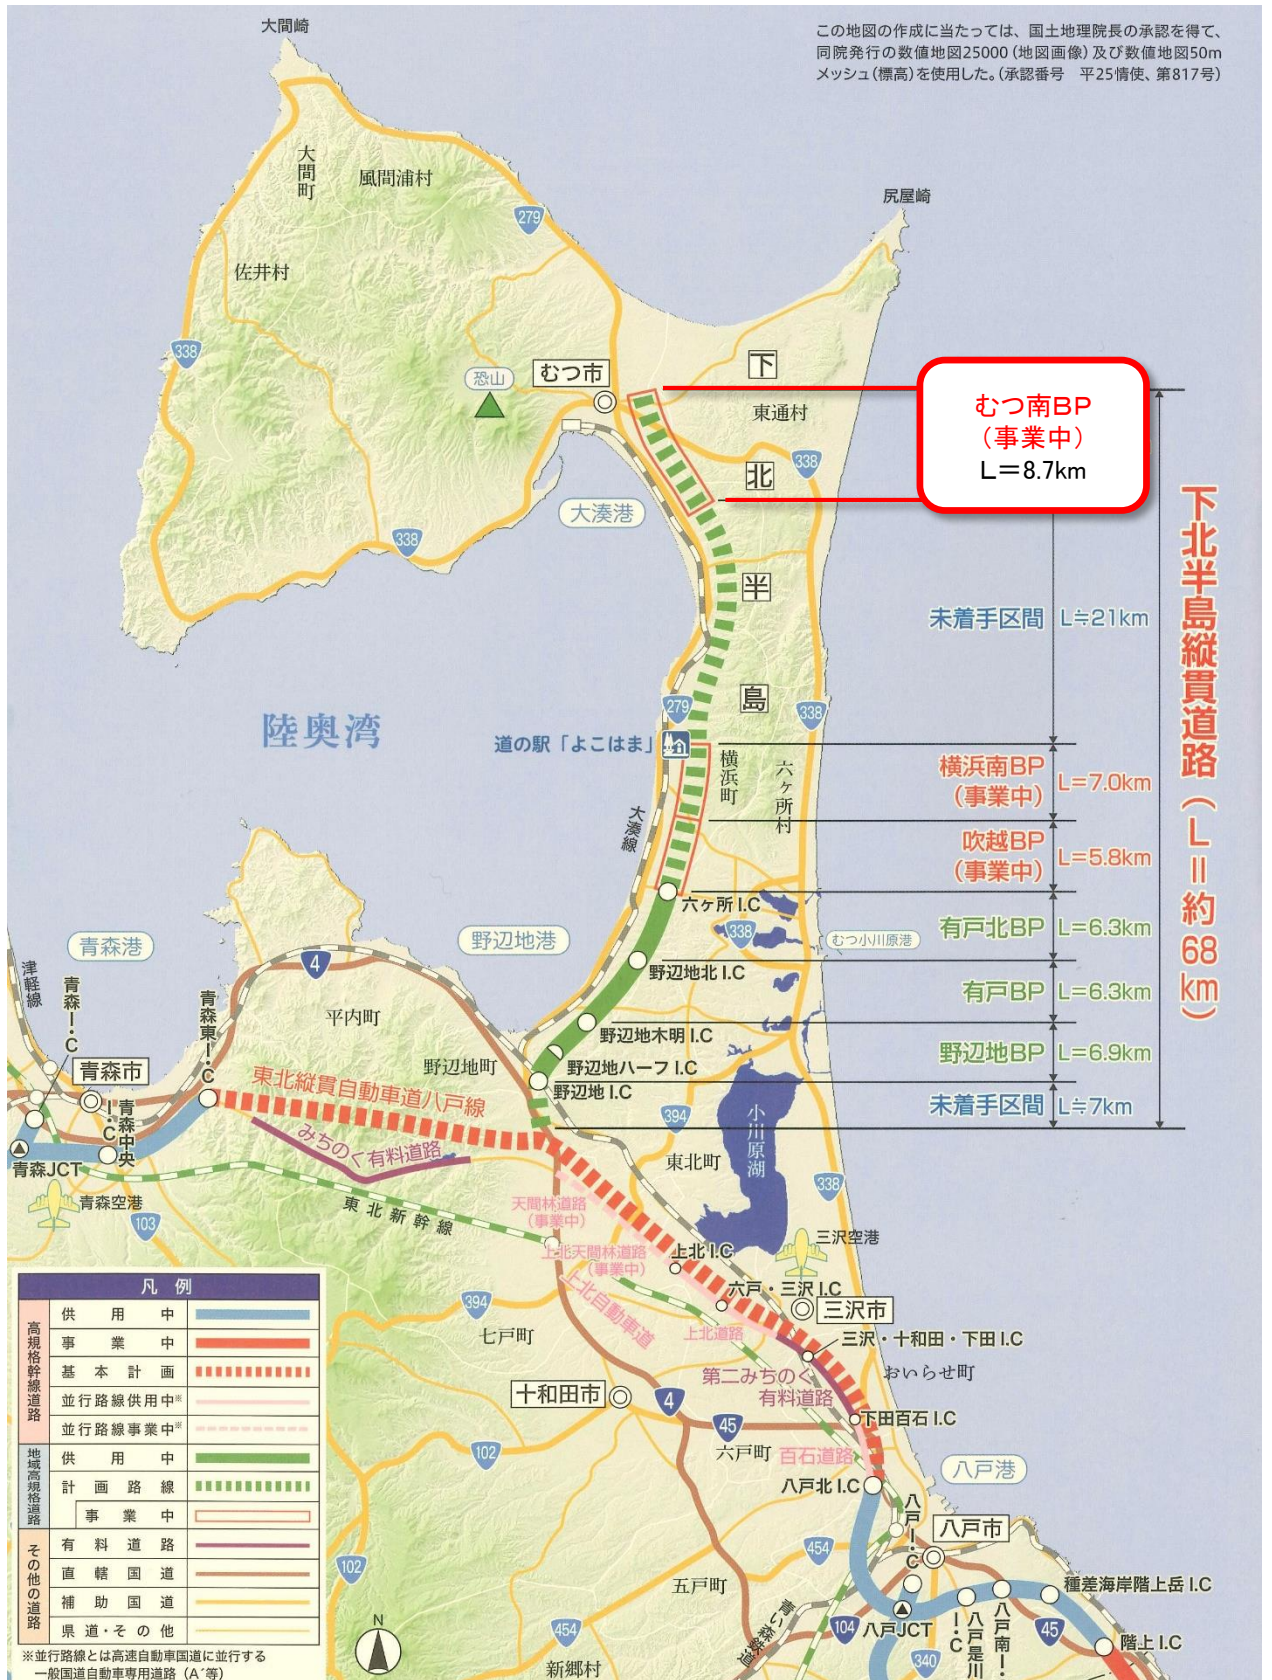 大間崎
この地図の作成に当たっては、国土地理院長の承認を得て、
同院発行の数値地図25000(地図画像)及び数値地図50m
メッシュ(標高)を使用した。(承認番号 平25情使、第817号)
大間町
風間浦村
尻屋崎
279
佐井村
338
恐山
むつ市
下
東通村
むつ南BP
(事業中)
L=8.7km
北
338
大湊港
338
半
未着手区間 L≒21km
下北半島縦貫道路(L=約68km)
島
279
338
陸奥湾
道の駅「よこはま」
横浜町
六ヶ所村
横浜南BP
(事業中)
L=7.0km
大湊線
吹越BP
(事業中)
L=5.8km
六ヶ所 I.C
有戸北BP L=6.3km
338
むつ小川原港
青森港
野辺地港
4
津軽線
青森I・C
青森東I・C
野辺地北 I.C
有戸BP L=6.3km
平内町
野辺地木明 I.C
野辺地BP L=6.9km
野辺地町
野辺地ハーフ I.C
野辺地 I.C
青森市
東北縦貫自動車道八戸線
未着手区間 L≒7km
394
小川原湖
青森中央I・C
みちのく有料道路
青森JCT
東北町
338
青森空港
103
東北新幹線
天間林道路
(事業中)
三沢空港
上北天間林道路
(事業中)
上北 I.C
六戸・三沢 I.C
394
上北自動車道
三沢市
七戸町
上北道路
三沢・十和田・下田 I.C
第二みちのく
有料道路
おいらせ町
十和田市
4
45
下田百石 I.C
六戸町
102
百石道路
八戸北 I.C
八戸港
八戸I・C
八戸市
454
102
五戸町
種差海岸階上岳 I.C
青い森鉄道
104
八戸JCT
八戸是川I・C
八戸南I・
45
階上 I.C
340
454
新郷村
N
凡例
高規格幹線道路
供用中
事業中
基本計画
並行路線供用中※
並行路線事業中※
地域高規格道路
供用中
計画路線
事業中
その他の道路
有料道路
直轄国道
補助国道
県道・その他
※並行路線とは高速自動車国道に並行する
一般国道自動車専用道路(A´等)